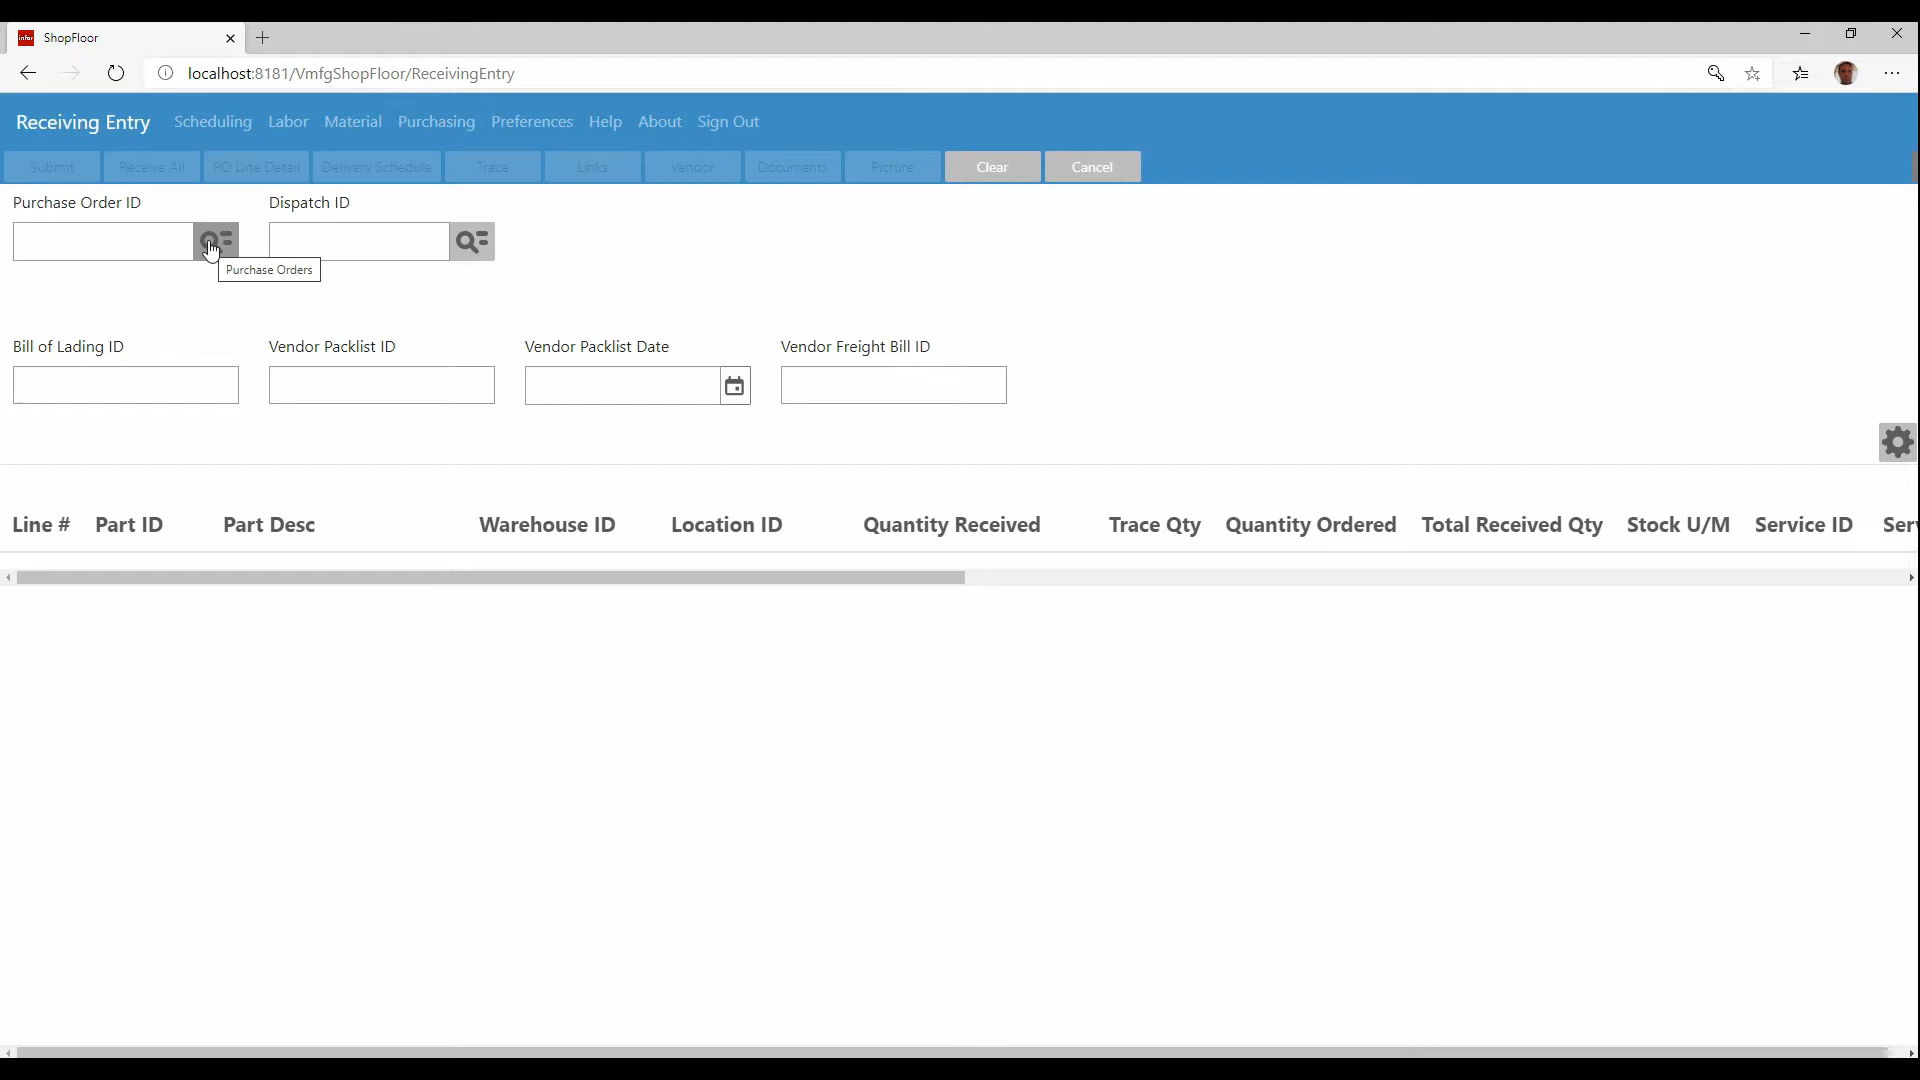 infor ShopFloor
localhost:8181/VmfgShopFloor/ReceivingEntry
Receiving Entry Scheduling Labor Material Purchasing Preferences Help About Sign Out
Submit Receive All PO Line Detail Delivery Schedule Trace Links Vendor Documents Picture Clear Cancel
Purchase Order ID Dispatch ID
Purchase Orders
Bill of Lading ID Vendor Packlist ID Vendor Packlist Date Vendor Freight Bill ID
Line # Part ID Part Desc Warehouse ID Location ID Quantity Received Trace Qty Quantity Ordered Total Received Qty Stock U/M Service ID Ser